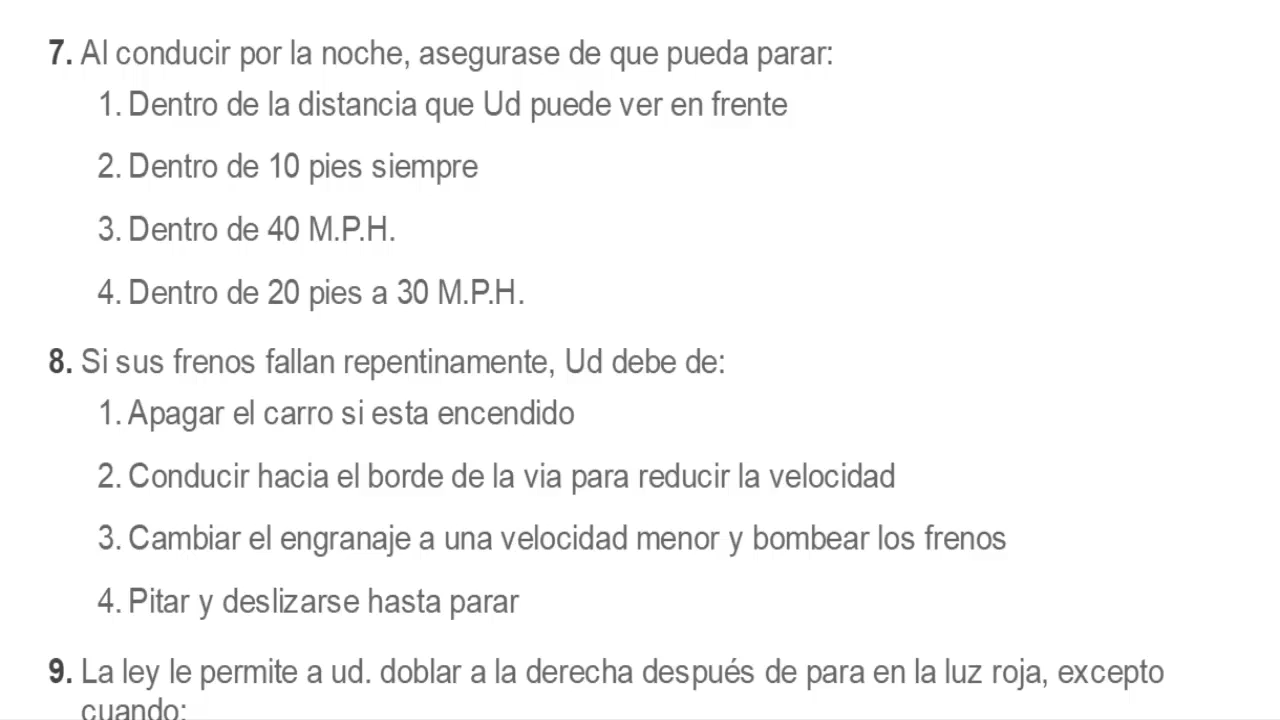 7. Al conducir por la noche, asegurase de que pueda parar:
1. Dentro de la distancia que Ud puede ver en frente
2. Dentro de 10 pies siempre
3. Dentro de 40 M.P.H.
4. Dentro de 20 pies a 30 M.P.H.
8. Si sus frenos fallan repentinamente, Ud debe de:
1. Apagar el carro si esta encendido
2. Conducir hacia el borde de la via para reducir la velocidad
3. Cambiar el engranaje a una velocidad menor y bombear los frenos
4. Pitar y deslizarse hasta parar
9. La ley le permite a ud. doblar a la derecha después de para en la luz roja, excepto
cuando: